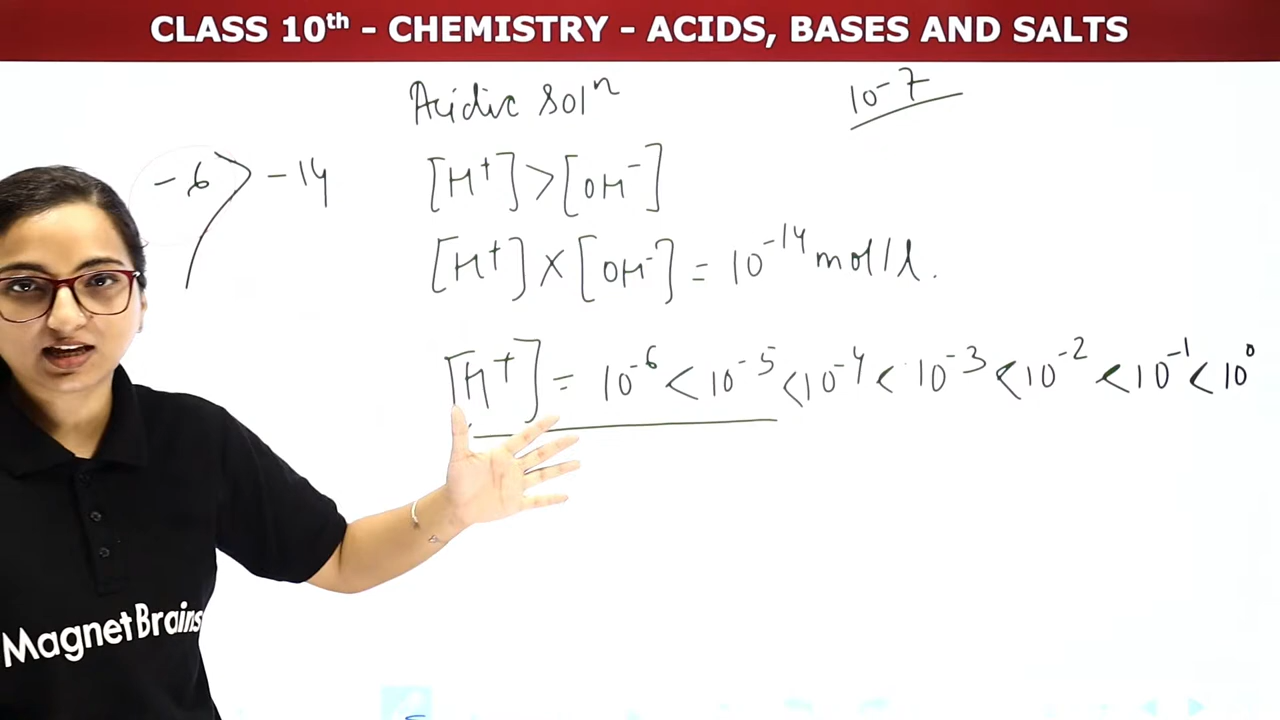 CLASS 10th - CHEMISTRY - ACIDS, BASES AND SALTS
Acidic Solⁿ
10⁻⁷
-6 > -14
[H⁺] > [OH⁻]
[H⁺] × [OH⁻] = 10⁻¹⁴ mol/l.
[H⁺] = 10⁻⁶ < 10⁻⁵ < 10⁻⁴ < 10⁻³ < 10⁻² < 10⁻¹ < 10⁰
MagnetBrains